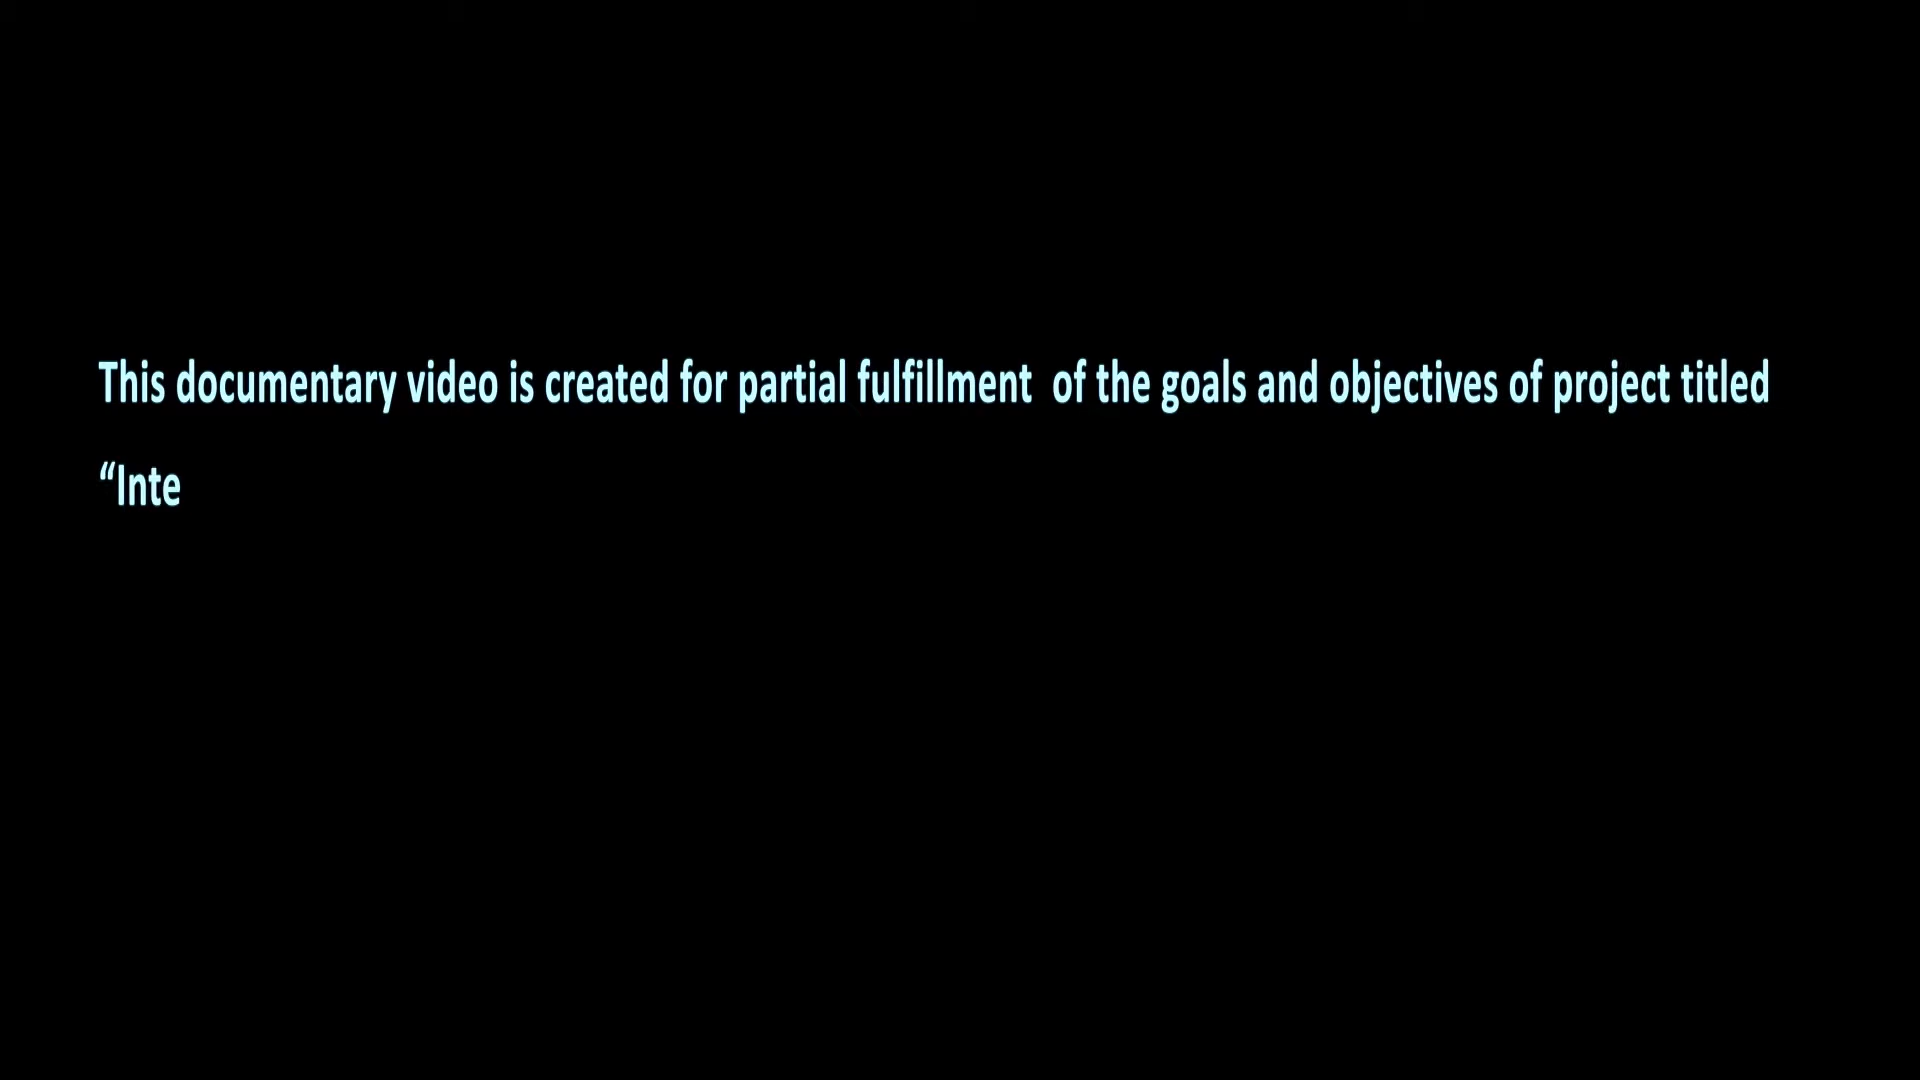 This documentary video is created for partial fulfillment  of the goals and objectives of project titled
“Inte